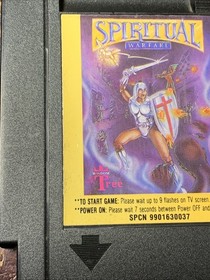 SPIRITUAL
WARFARE
Tree
**TO START GAME: Please wait up to 9 flashes on TV screen.
**POWER ON: Please wait 7 seconds between Power OFF and
SPCN 9901630037